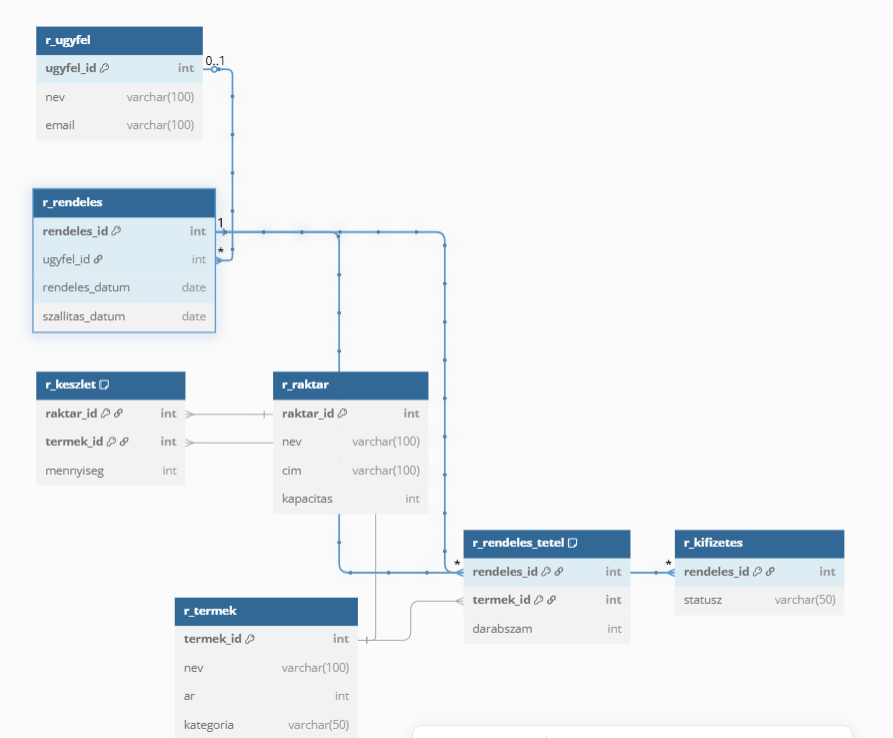 r_ugyfel
ugyfel_id int
nev varchar(100)
email varchar(100)
0..1
r_rendeles
rendeles_id int
ugyfel_id int
rendeles_datum date
szallitas_datum date
1
*
r_keszlet
raktar_id int
termek_id int
mennyiseg int
r_raktar
raktar_id int
nev varchar(100)
cim varchar(100)
kapacitas int
r_rendeles_tetel
*
rendeles_id int
termek_id int
darabszam int
r_kifizetes
*
rendeles_id int
statusz varchar(50)
r_termek
termek_id int
nev varchar(100)
ar int
kategoria varchar(50)